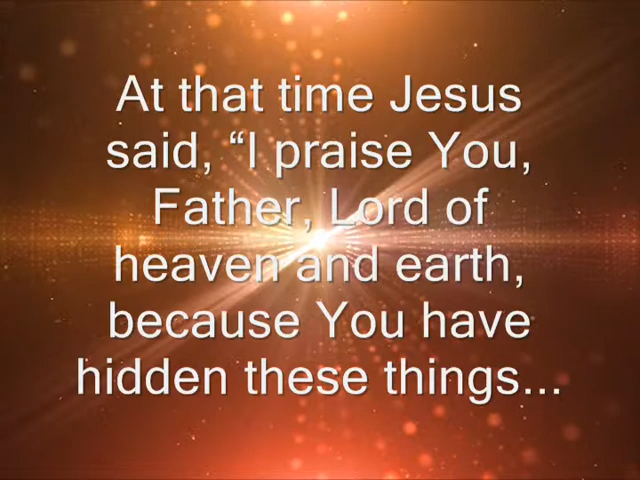 At that time Jesus
said, “I praise You,
Father, Lord of
heaven and earth,
because You have
hidden these things...